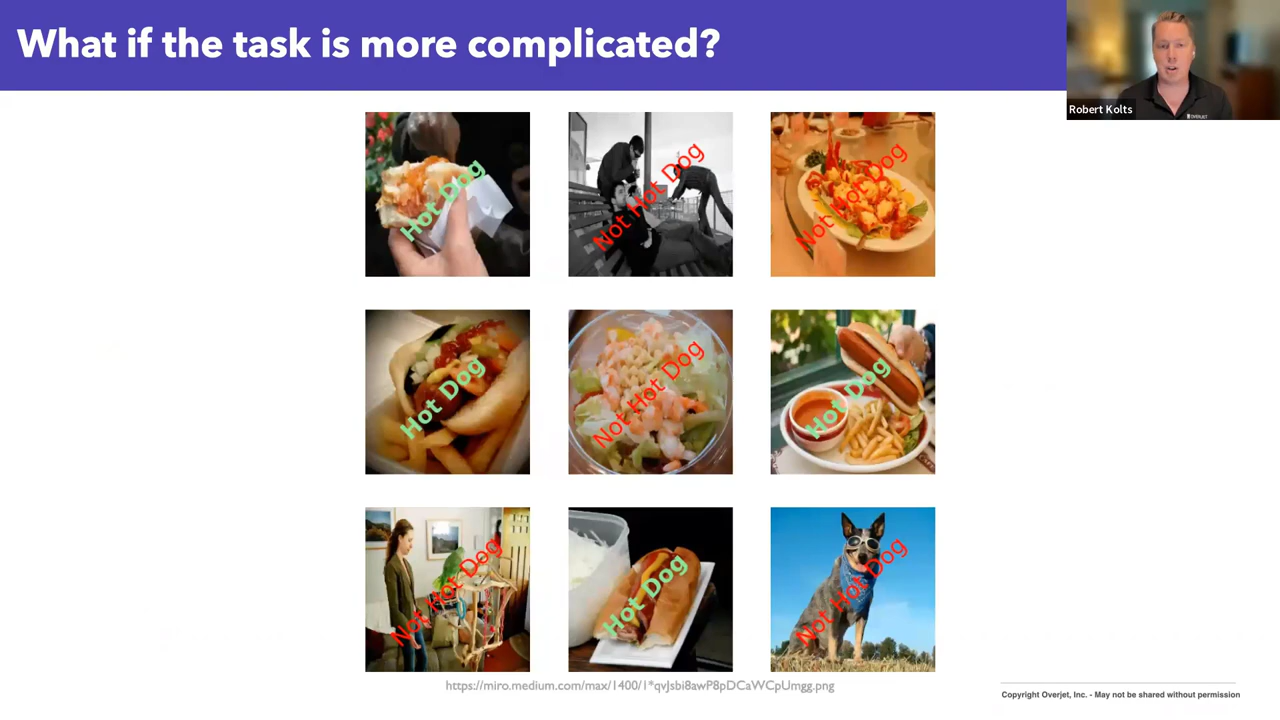 What if the task is more complicated?
Robert Kolts
OVERJET
Hot Dog
Not Hot Dog
Not Hot Dog
Hot Dog
Not Hot Dog
Hot Dog
Not Hot Dog
Hot Dog
Not Hot Dog
https://miro.medium.com/max/1400/1*qvJsbi8awP8pDCaWCpUmgg.png
Copyright Overjet, Inc. - May not be shared without permission